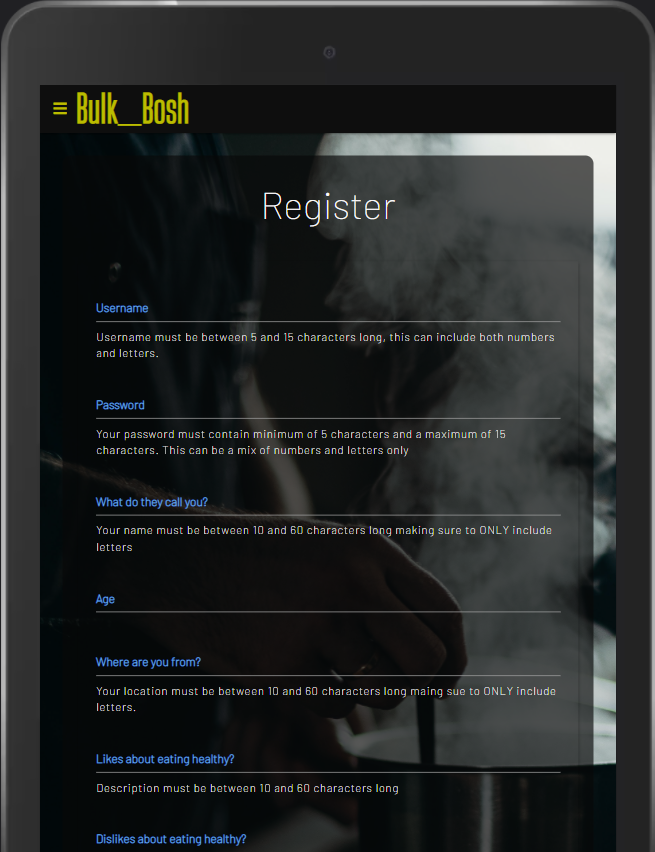 Bulk__Bosh
Register
Username
Username must be between 5 and 15 characters long, this can include both numbers
and letters.
Password
Your password must contain minimum of 5 characters and a maximum of 15
characters. This can be a mix of numbers and letters only
What do they call you?
Your name must be between 10 and 60 characters long making sure to ONLY include
letters
Age
Where are you from?
Your location must be between 10 and 60 characters long maing sue to ONLY include
letters.
Likes about eating healthy?
Description must be between 10 and 60 characters long
Dislikes about eating healthy?